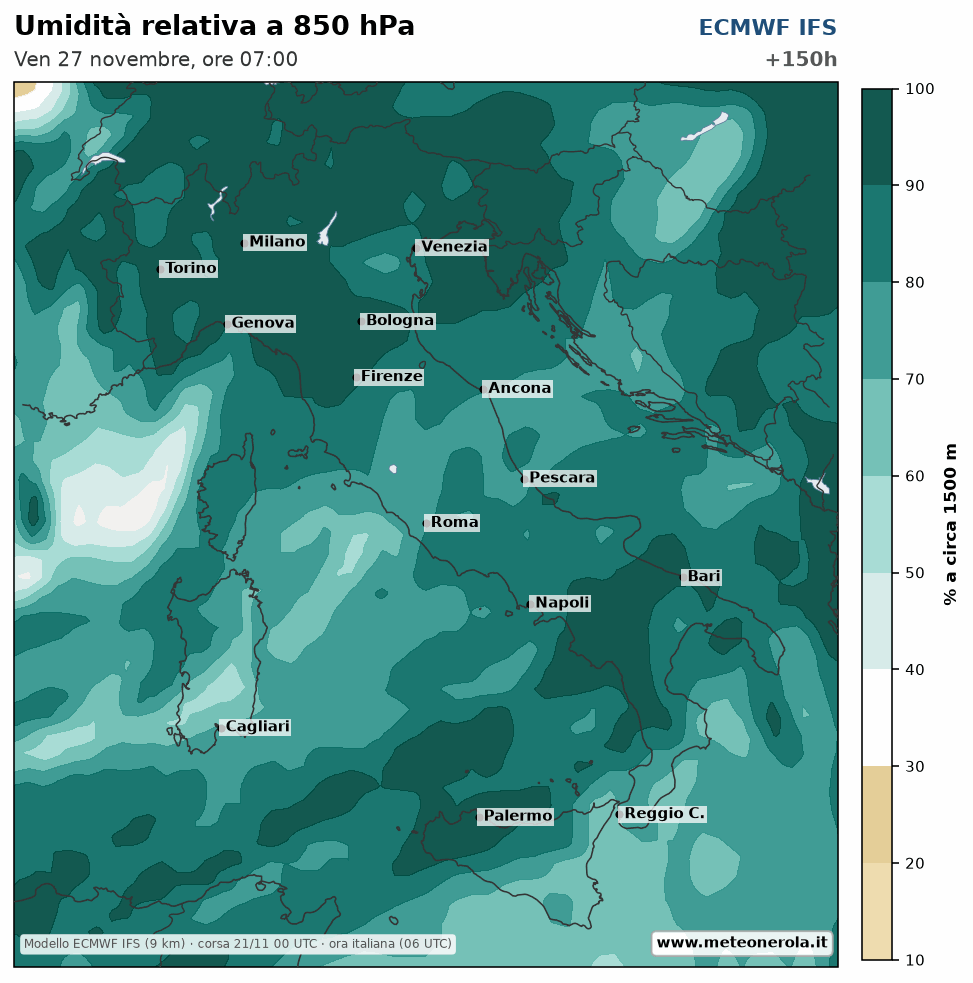 Umidità relativa a 850 hPa
ECMWF IFS
Ven 27 novembre, ore 07:00
+150h
Milano
Venezia
Torino
Genova
Bologna
Firenze
Ancona
Pescara
Roma
Bari
Napoli
Cagliari
Palermo
Reggio C.
100
90
80
70
60
50
40
30
20
10
% a circa 1500 m
Modello ECMWF IFS (9 km) · corsa 21/11 00 UTC · ora italiana (06 UTC)
www.meteonerola.it